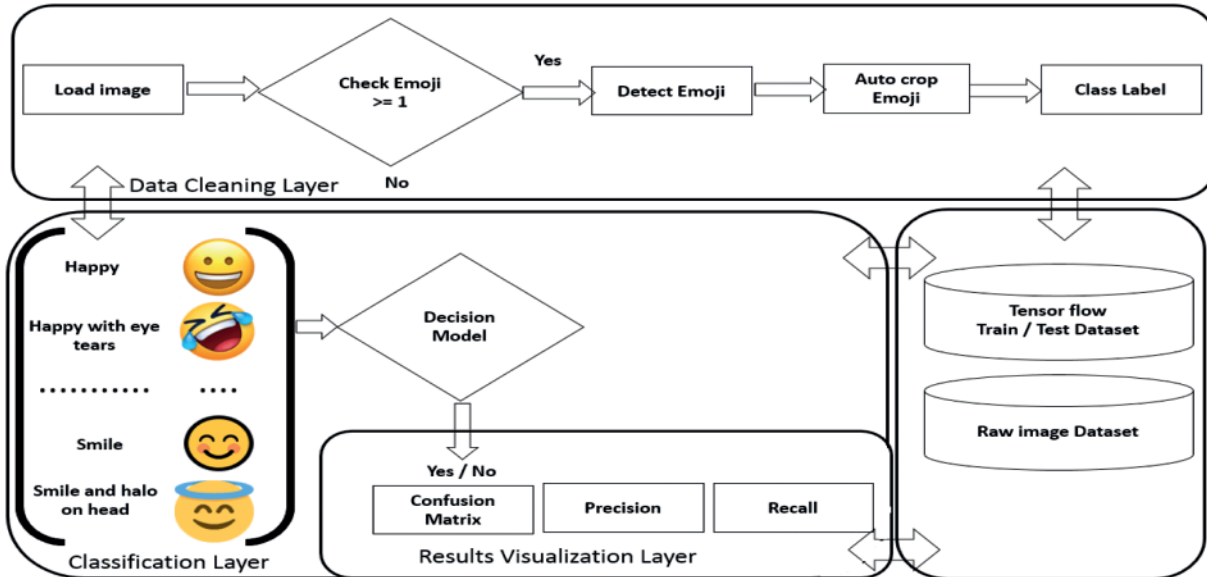 Load image
Check Emoji
>= 1
Yes
No
Detect Emoji
Auto crop
Emoji
Class Label
Data Cleaning Layer
Happy
Happy with eye
tears
...........
....
Smile
Smile and halo
on head
Classification Layer
Decision
Model
Yes / No
Confusion
Matrix
Precision
Recall
Results Visualization Layer
Tensor flow
Train / Test Dataset
Raw image Dataset